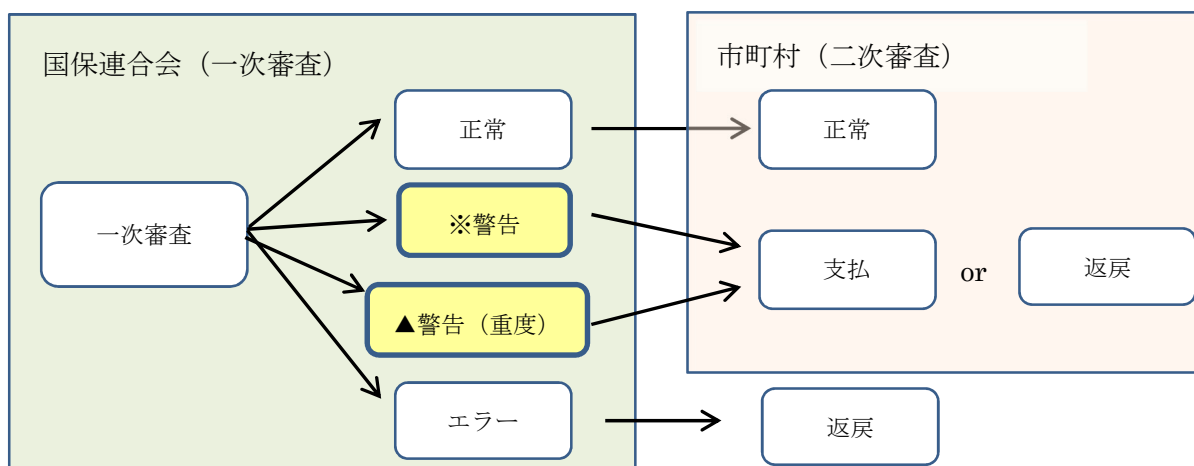 国保連合会（一次審査）
市町村（二次審査）
正常
正常
※警告
一次審査
支払
or
返戻
▲警告（重度）
エラー
返戻